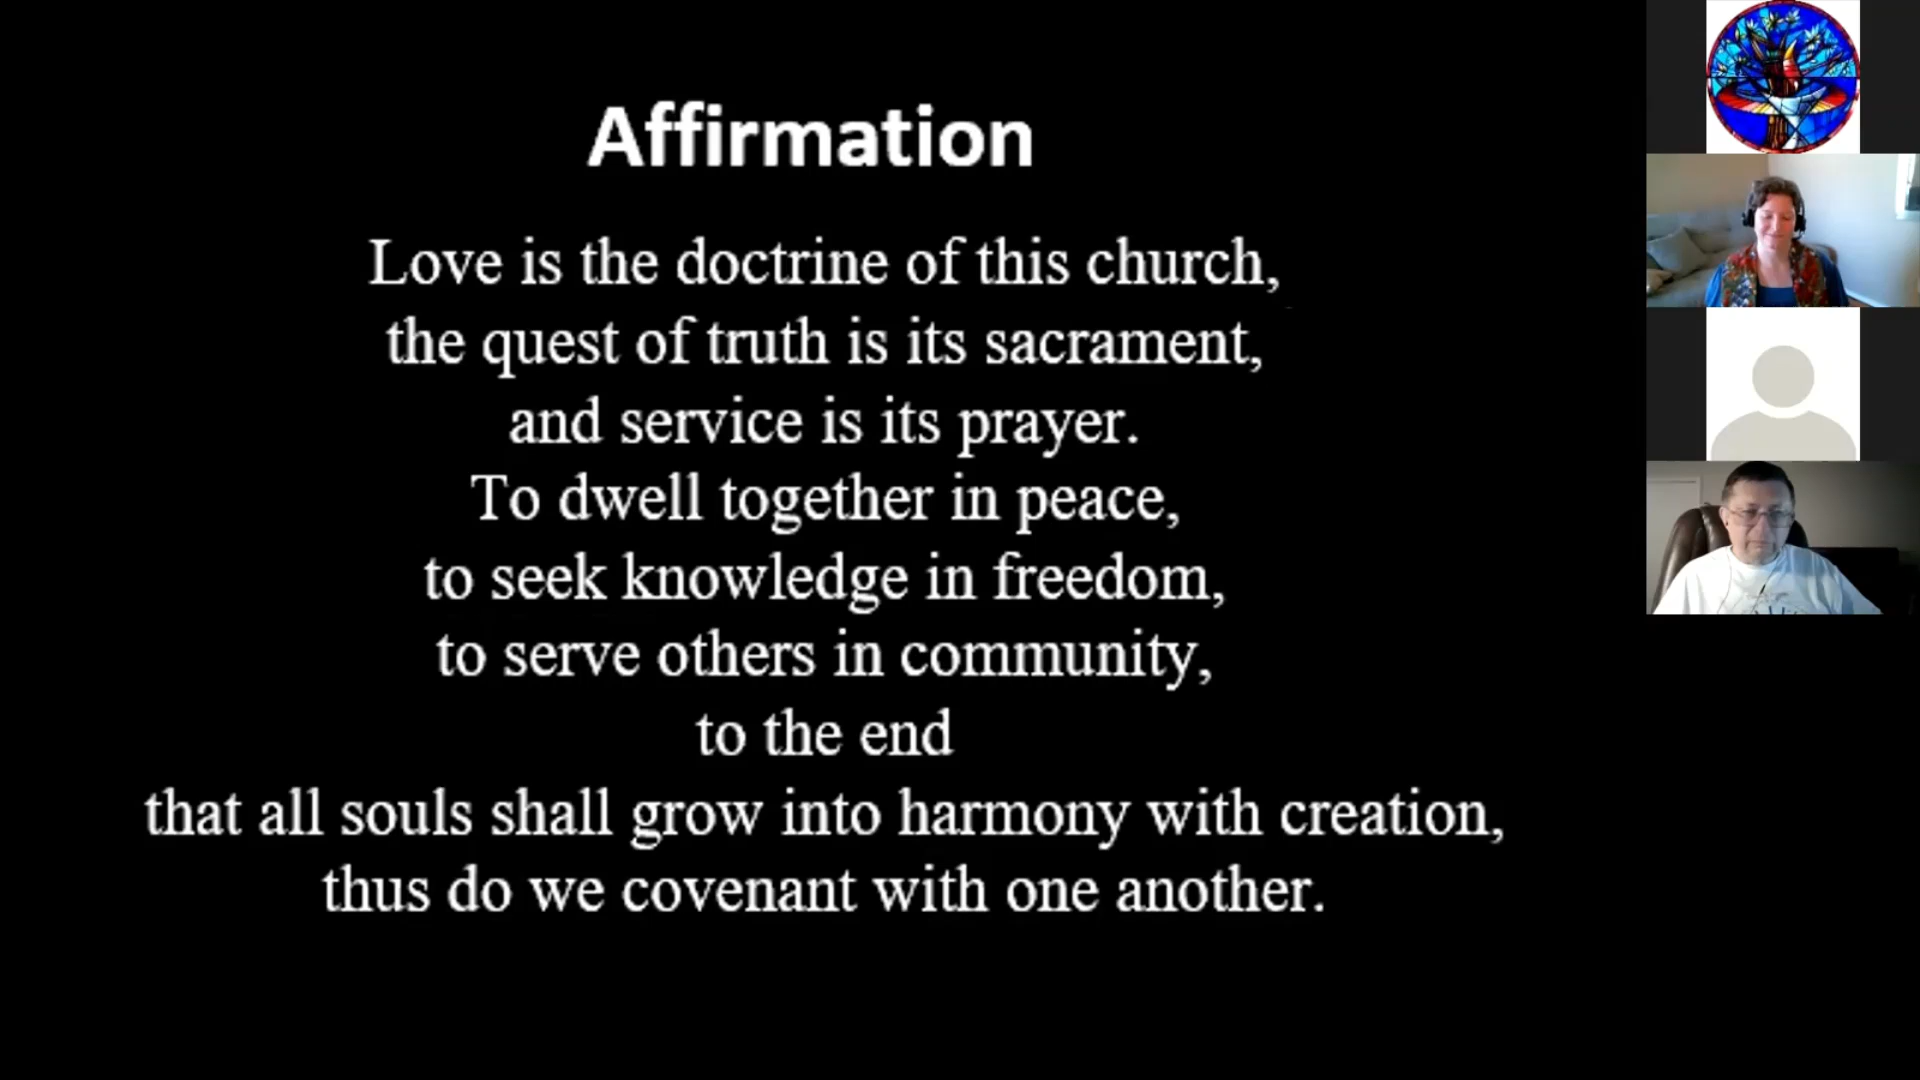 Affirmation
Love is the doctrine of this church,
the quest of truth is its sacrament,
and service is its prayer.
To dwell together in peace,
to seek knowledge in freedom,
to serve others in community,
to the end
that all souls shall grow into harmony with creation,
thus do we covenant with one another.